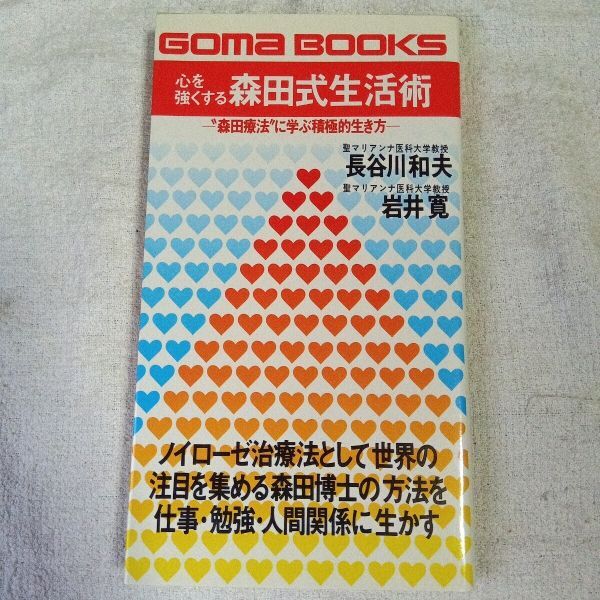 GOMA BOOKS
心を
強くする 森田式生活術
―“森田療法”に学ぶ積極的生き方―
聖マリアンナ医科大学教授
長谷川和夫
聖マリアンナ医科大学教授
岩井 寛
ノイローゼ治療法として世界の
注目を集める森田博士の方法を
仕事・勉強・人間関係に生かす